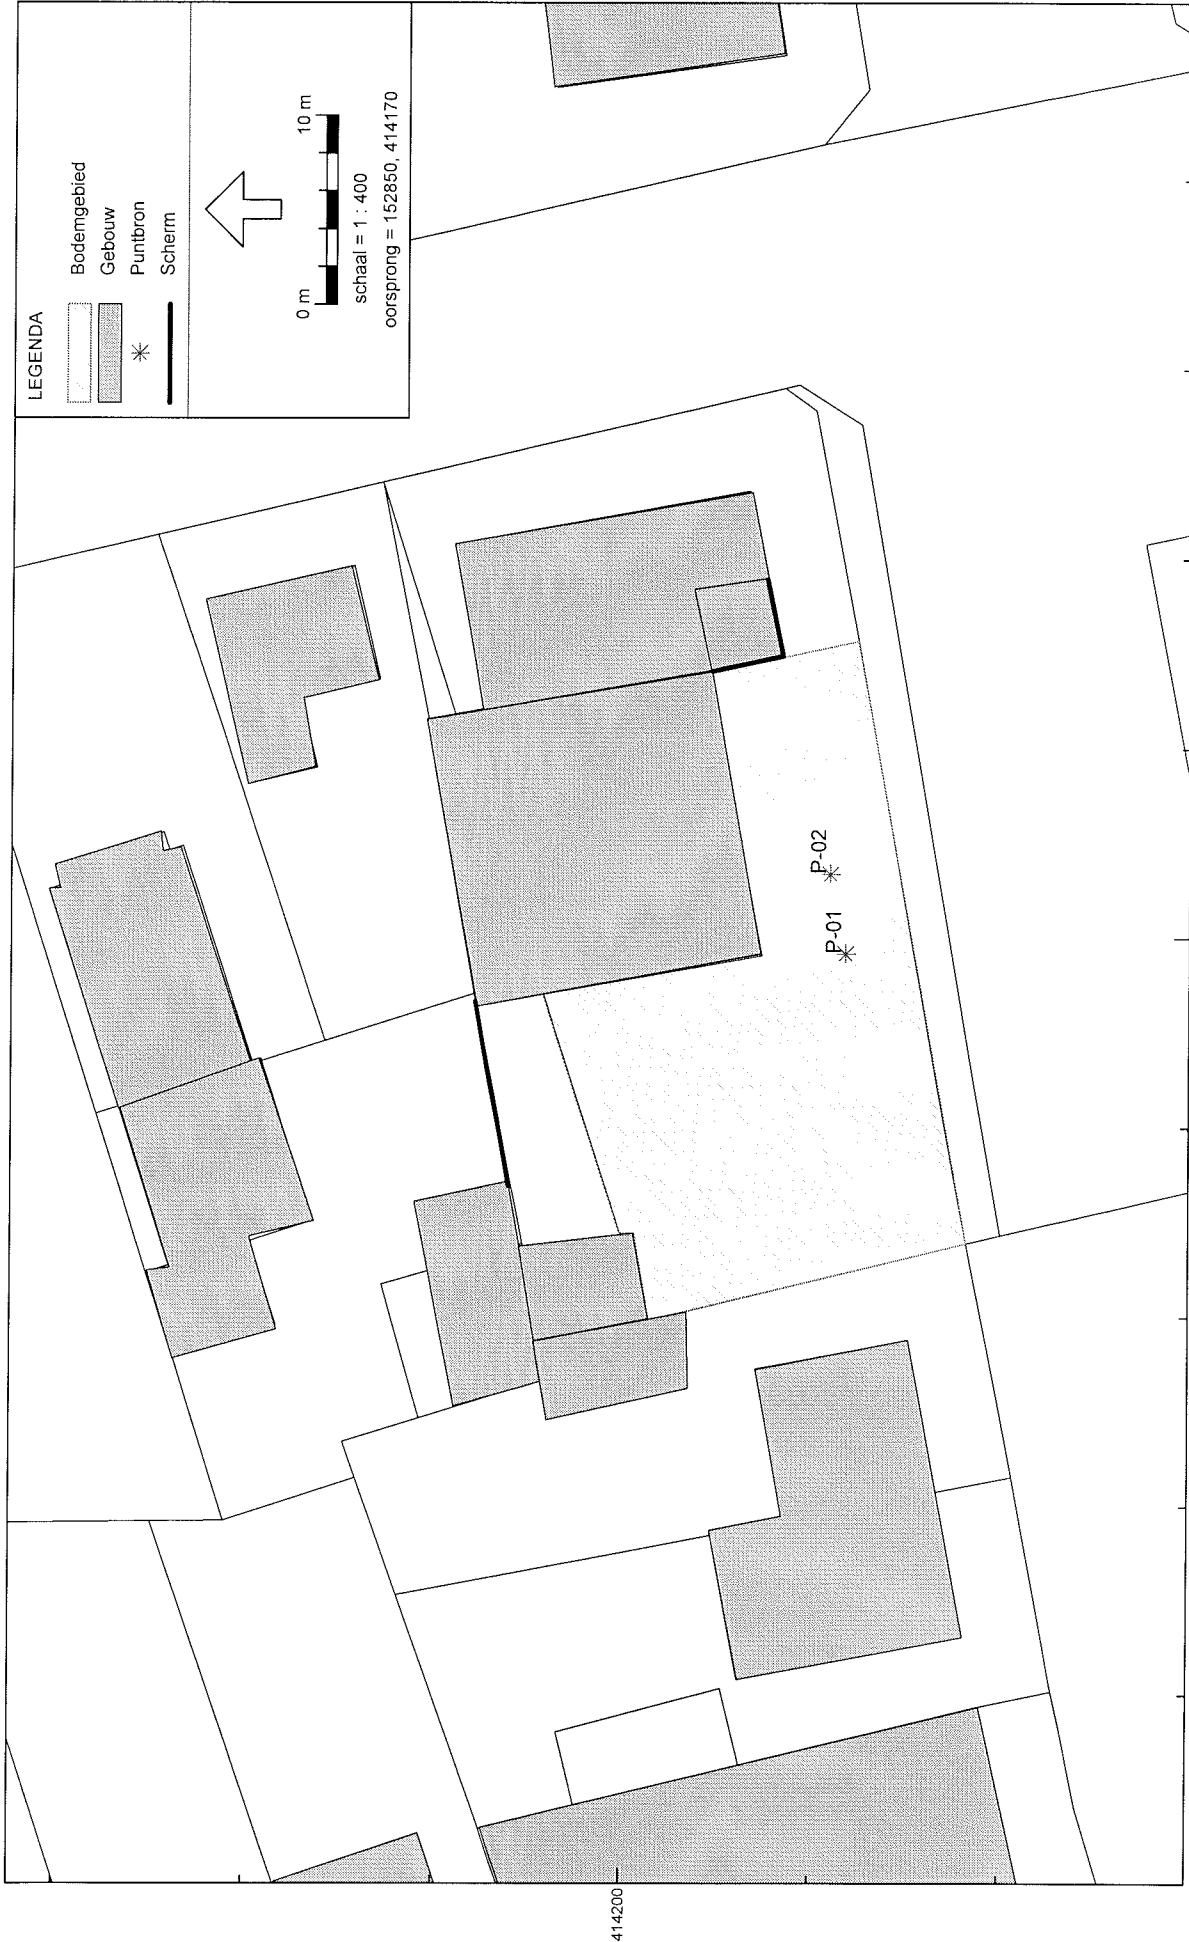 LEGENDA
Bodemgebied
Gebouw
Puntbron
Scherm
0 m 10 m
schaal = 1 : 400
oorsprong = 152850, 414170
P-01
P-02
414200